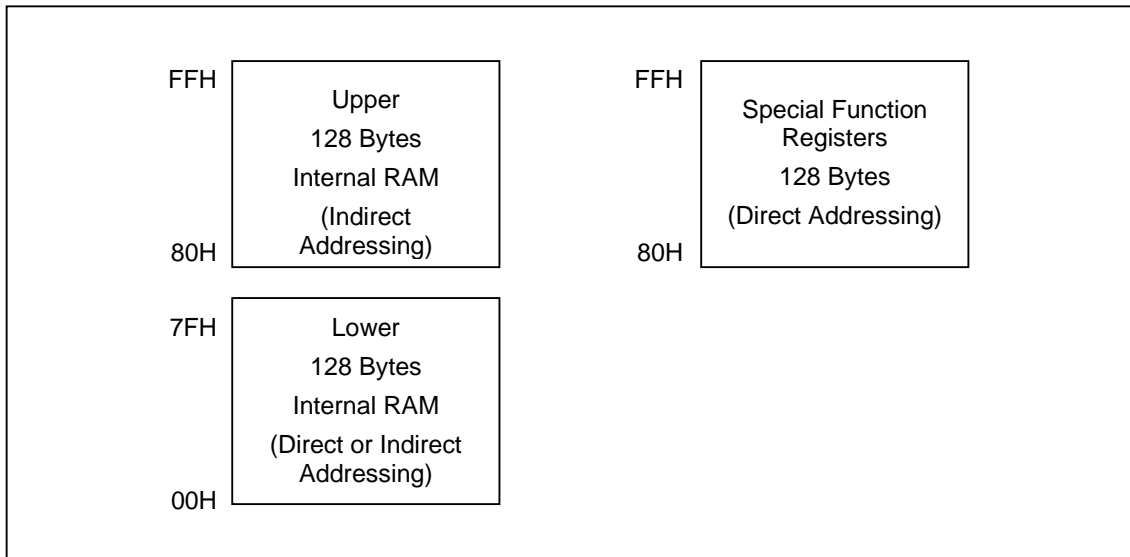 FFH
Upper
128 Bytes
Internal RAM
(Indirect
Addressing)
80H
FFH
Special Function
Registers
128 Bytes
(Direct Addressing)
80H
7FH
Lower
128 Bytes
Internal RAM
(Direct or Indirect
Addressing)
00H